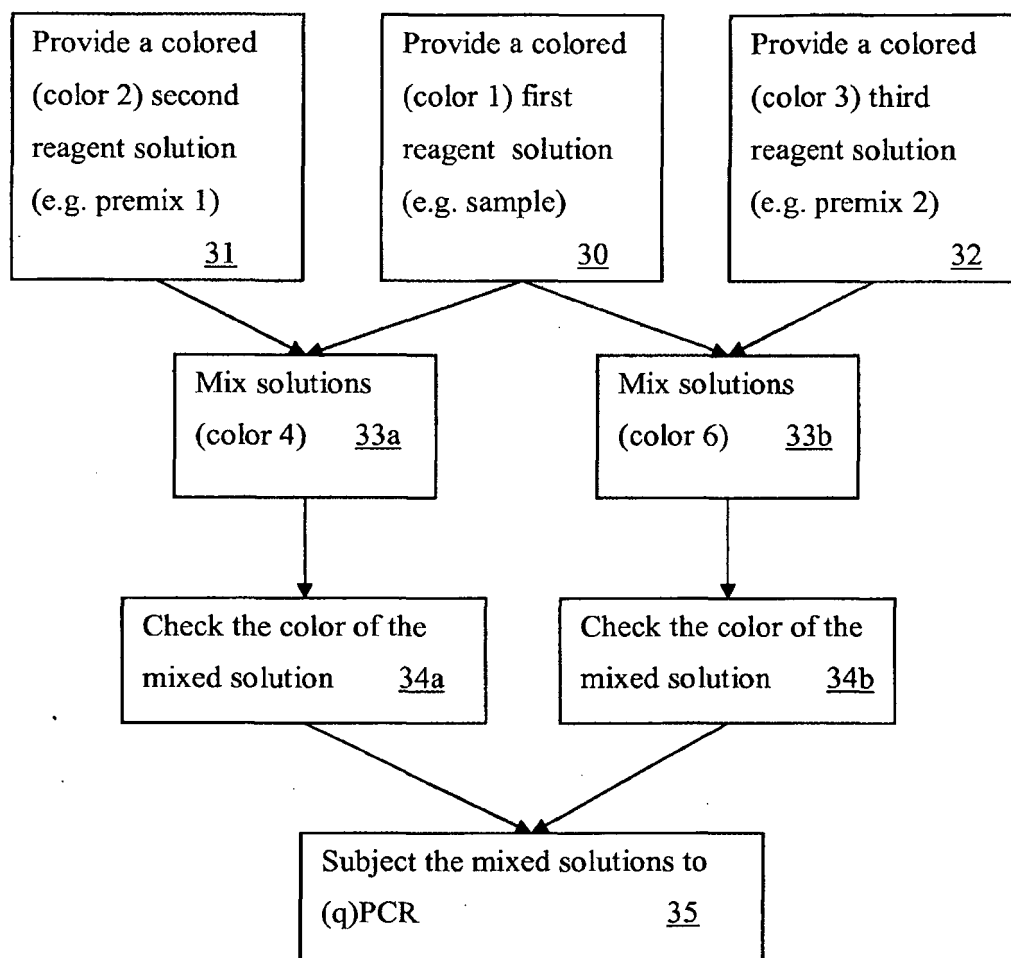 Provide a colored
(color 2) second
reagent solution
(e.g. premix 1)
31
Provide a colored
(color 1) first
reagent solution
(e.g. sample)
30
Provide a colored
(color 3) third
reagent solution
(e.g. premix 2)
32
Mix solutions
(color 4) 33a
Mix solutions
(color 6) 33b
Check the color of the
mixed solution 34a
Check the color of the
mixed solution 34b
Subject the mixed solutions to
(q)PCR 35